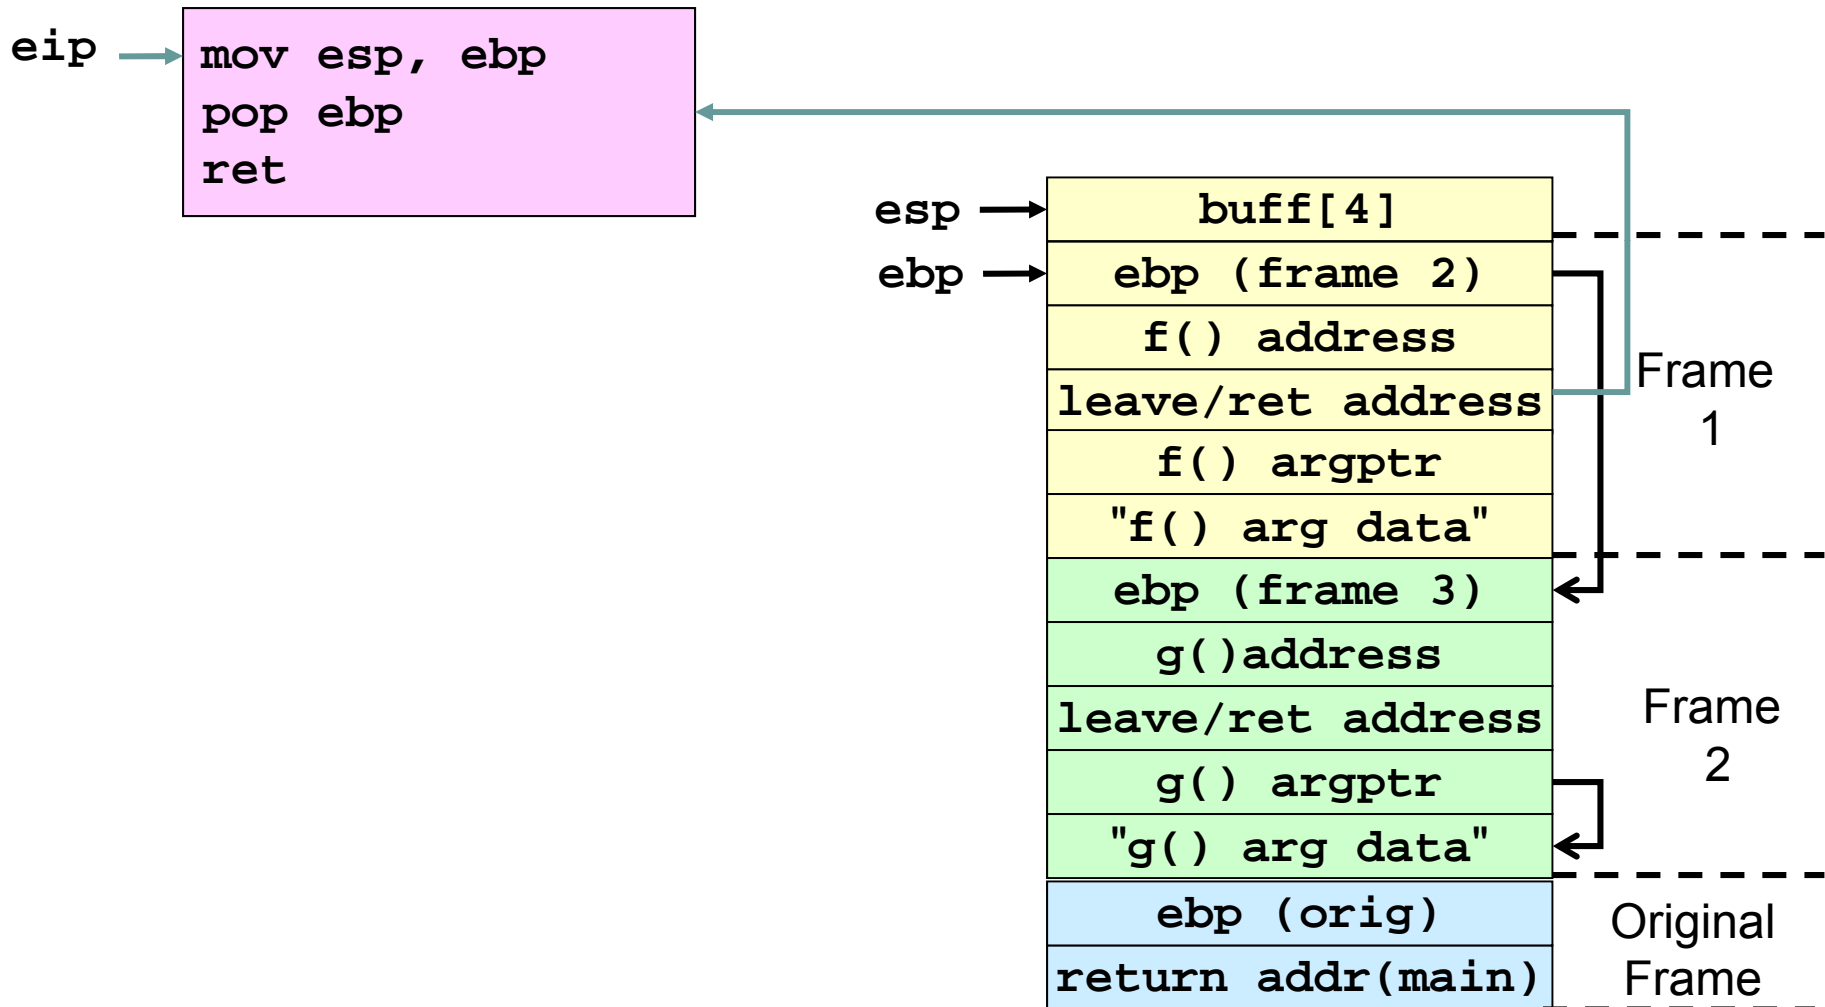 eip
mov esp, ebp
pop ebp
ret
esp
buff[4]
ebp
ebp (frame 2)
f() address
leave/ret address
f() argptr
"f() arg data"
Frame
1
ebp (frame 3)
g()address
leave/ret address
g() argptr
"g() arg data"
Frame
2
ebp (orig)
return addr(main)
Original
Frame